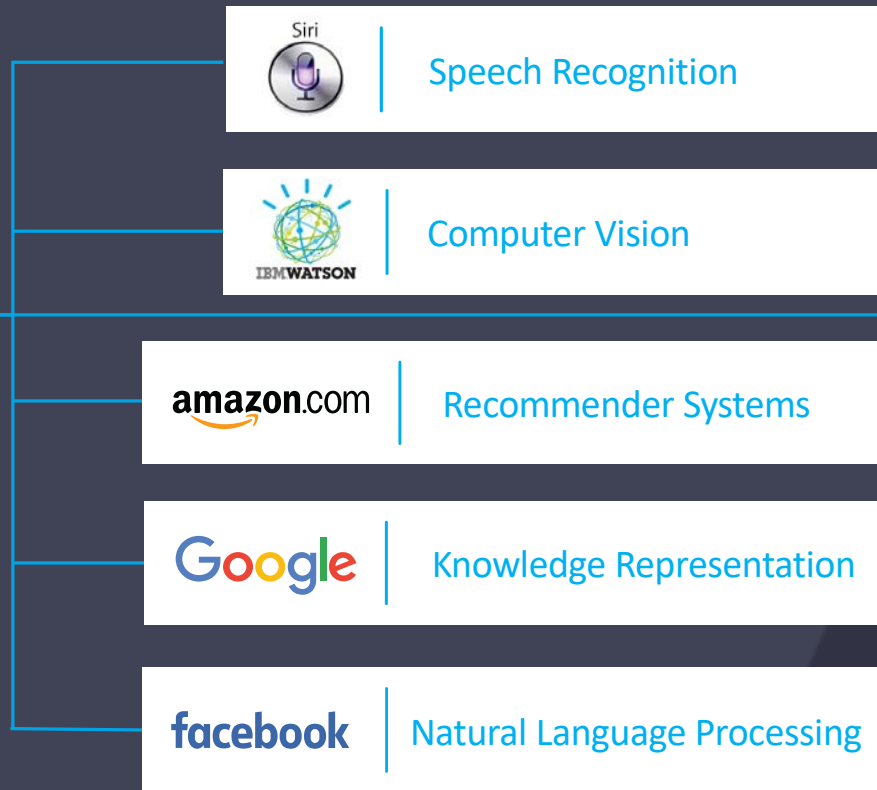 Siri
Speech Recognition
IBMWATSON
Computer Vision
amazon.com
Recommender Systems
Google
Knowledge Representation
facebook
Natural Language Processing